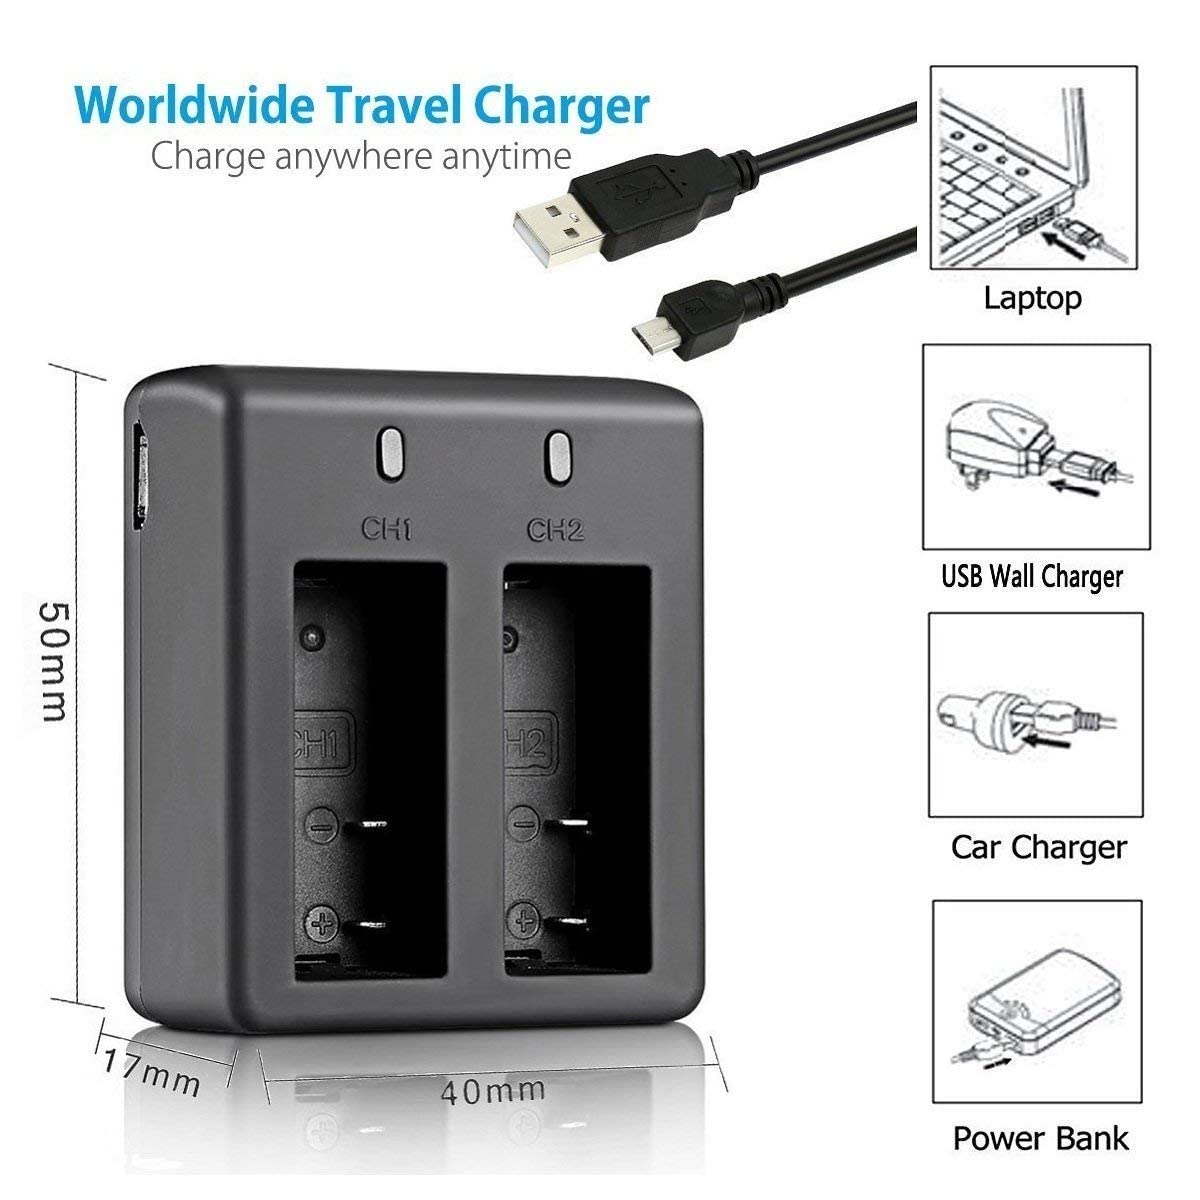 Worldwide Travel Charger
Charge anywhere anytime
Laptop
USB Wall Charger
Car Charger
Power Bank
CH1
CH2
CH1
H2
50mm
17mm
40mm